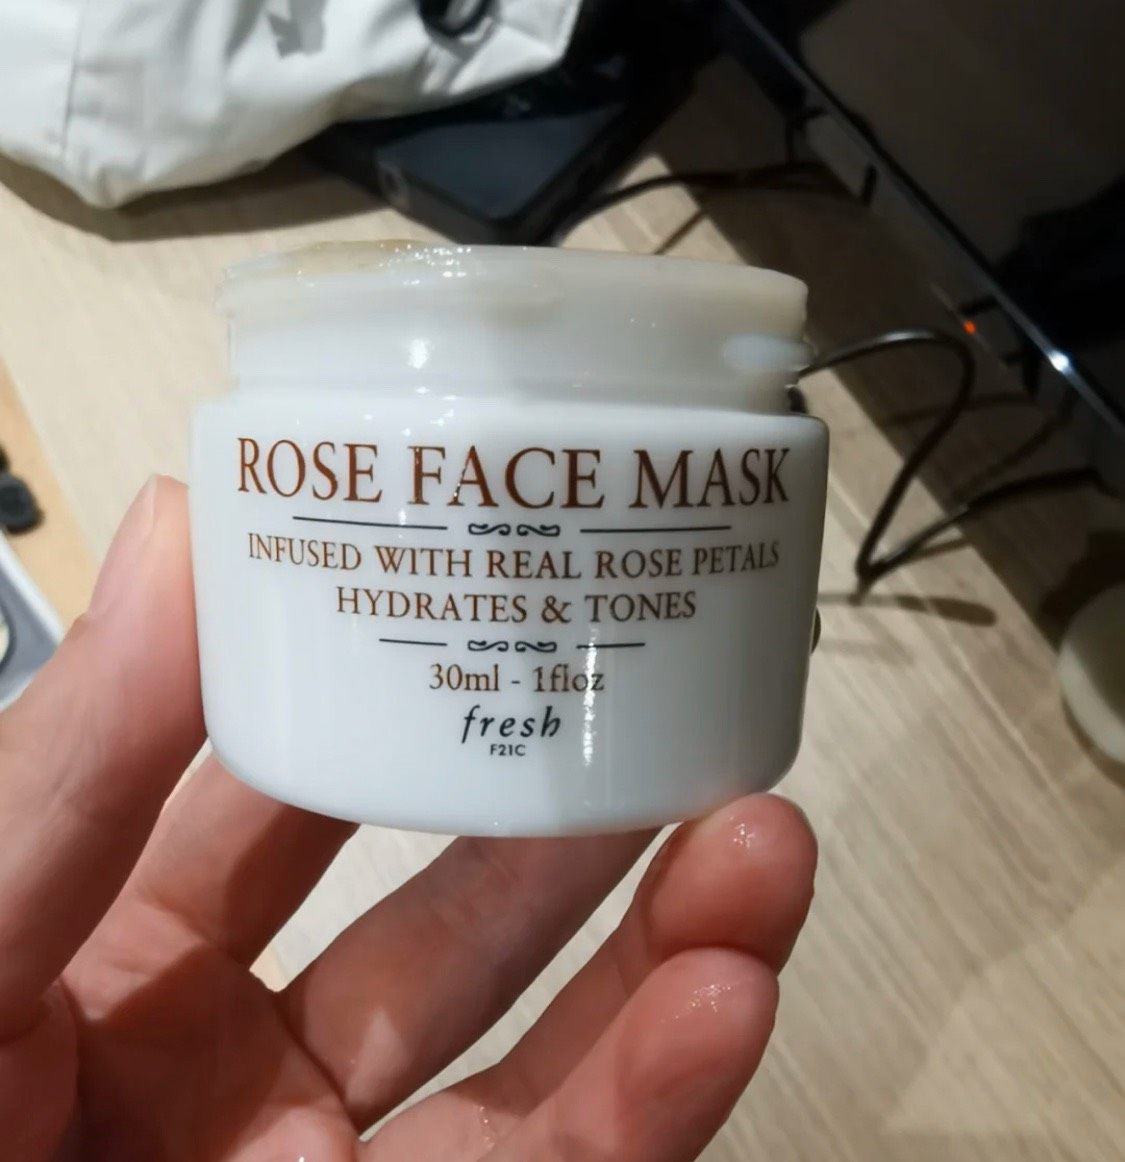 ROSE FACE MASK
INFUSED WITH REAL ROSE PETALS
HYDRATES & TONES
30ml - 1floz
fresh
F21C